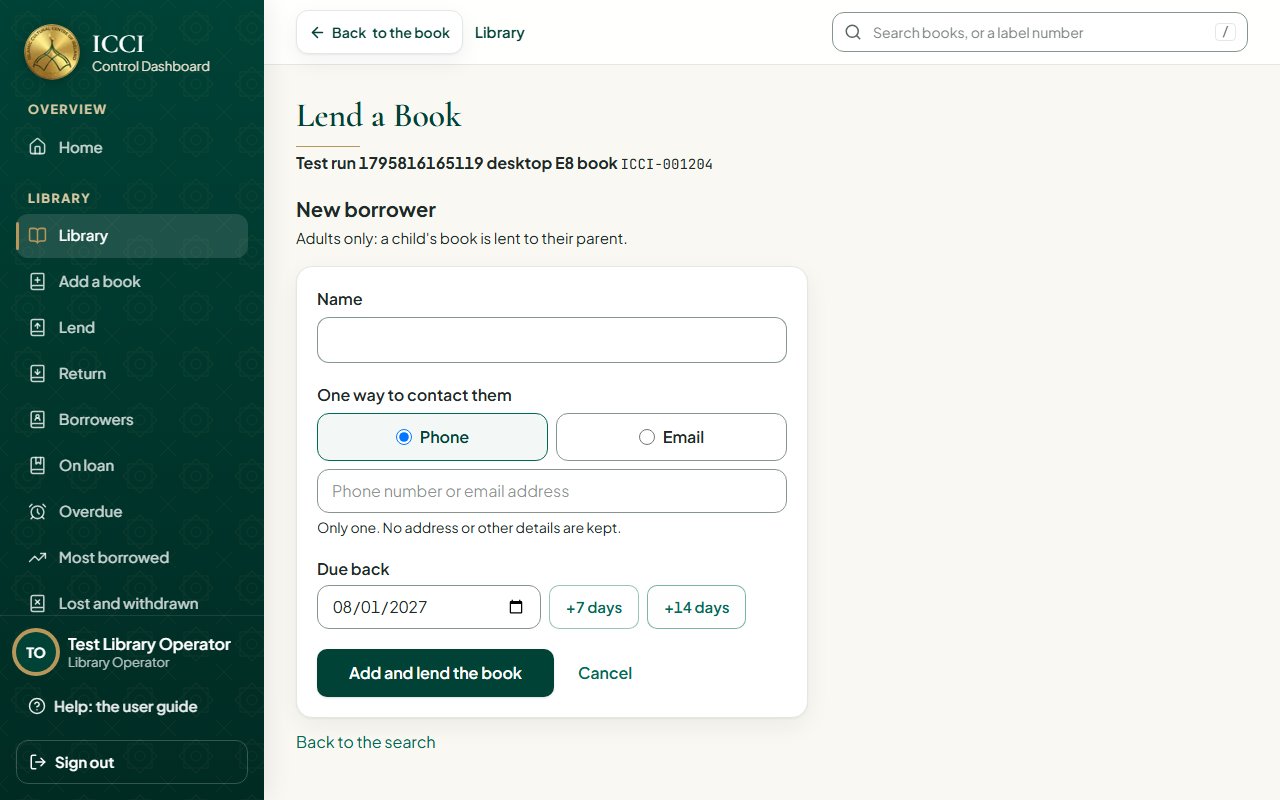 ICCI
Control Dashboard
OVERVIEW
Home
LIBRARY
Library
Add a book
Lend
Return
Borrowers
On loan
Overdue
Most borrowed
Lost and withdrawn
TO
Test Library Operator
Library Operator
Help: the user guide
Sign out
Back to the book
Library
Search books, or a label number
/
Lend a Book
Test run 1795816165119 desktop E8 book ICCI-001204
New borrower
Adults only: a child's book is lent to their parent.
Name
One way to contact them
Phone
Email
Phone number or email address
Only one. No address or other details are kept.
Due back
08/01/2027
+7 days
+14 days
Add and lend the book
Cancel
Back to the search